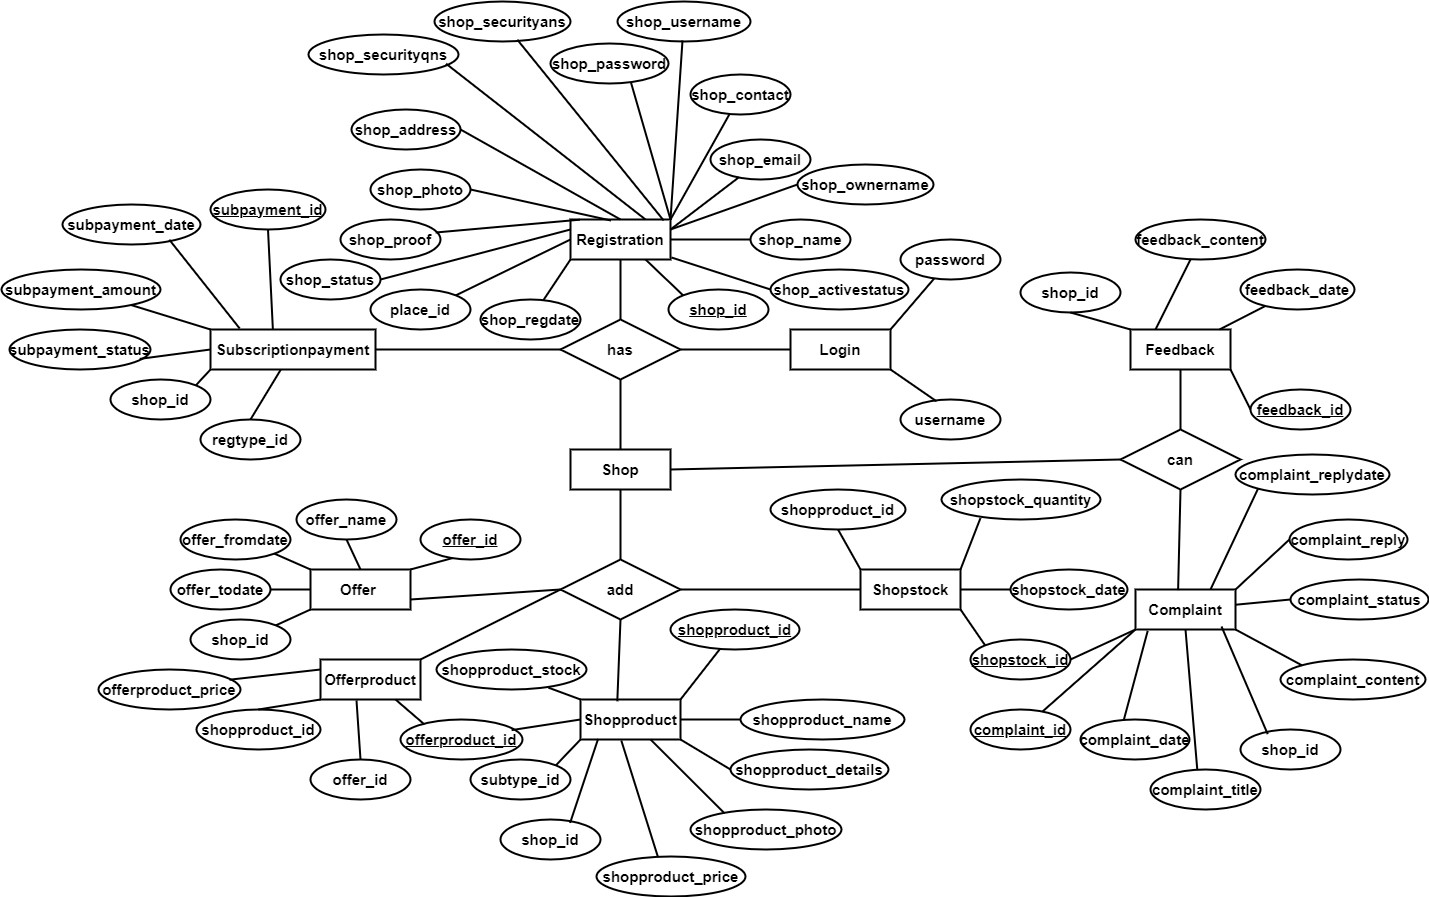 shop_securityans
shop_username
shop_securityqns
shop_password
shop_contact
shop_address
shop_email
shop_ownername
shop_photo
subpayment_id
subpayment_date
shop_proof
Registration
shop_name
password
feedback_content
shop_status
shop_activestatus
shop_id
feedback_date
subpayment_amount
place_id
shop_regdate
shop_id
subpayment_status
Subscriptionpayment
has
Login
Feedback
shop_id
regtype_id
username
feedback_id
Shop
can
complaint_replydate
shopproduct_id
shopstock_quantity
offer_name
offer_fromdate
offer_id
complaint_reply
offer_todate
Offer
add
Shopstock
shopstock_date
complaint_status
Complaint
shop_id
shopproduct_id
shopproduct_stock
shopstock_id
offerproduct_price
Offerproduct
complaint_content
shopproduct_id
offerproduct_id
Shopproduct
shopproduct_name
complaint_id
complaint_date
shop_id
offer_id
subtype_id
shopproduct_details
complaint_title
shop_id
shopproduct_photo
shopproduct_price